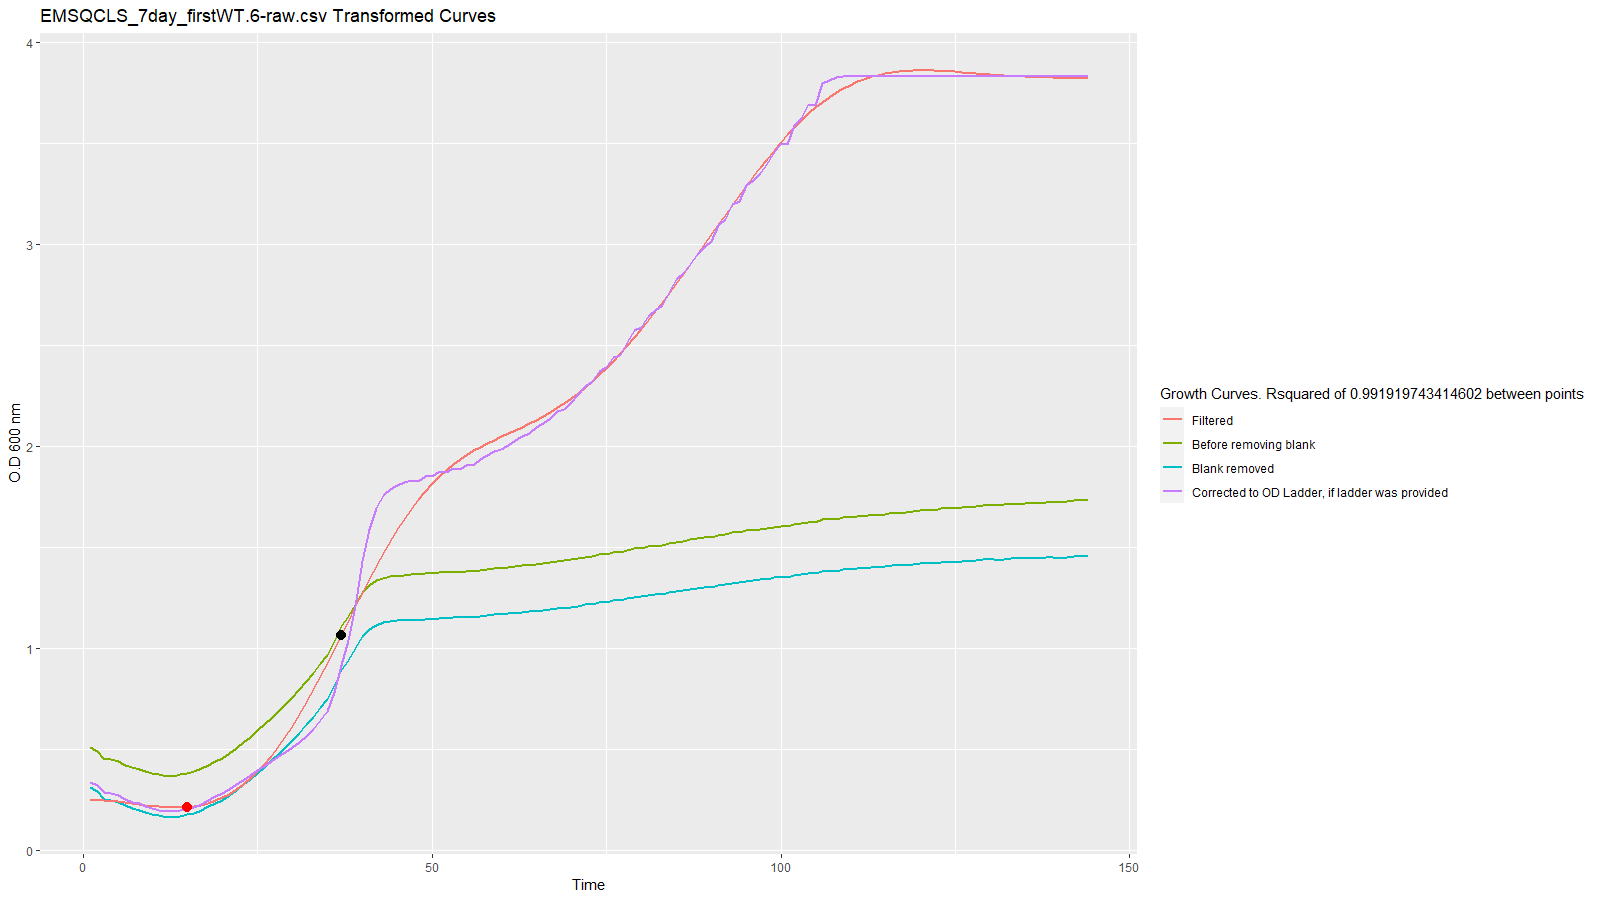 EMSQCLS_7day_firstWT.6-raw.csv Transformed Curves
4
3
2
1
0
O.D 600 nm
0
50
100
150
Time
Growth Curves. Rsquared of 0.991919743414602 between points
Filtered
Before removing blank
Blank removed
Corrected to OD Ladder, if ladder was provided